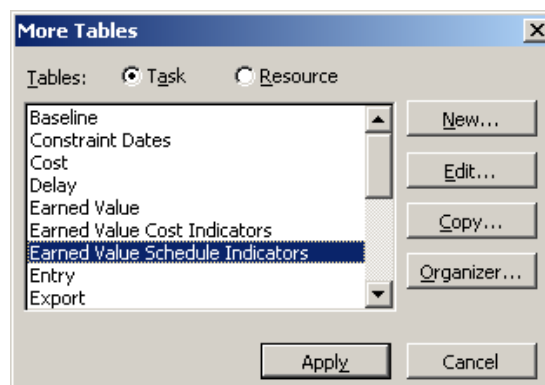 More Tables
Tables: Task Resource
Baseline
Constraint Dates
Cost
Delay
Earned Value
Earned Value Cost Indicators
Earned Value Schedule Indicators
Entry
Export
New...
Edit...
Copy...
Organizer...
Apply Cancel